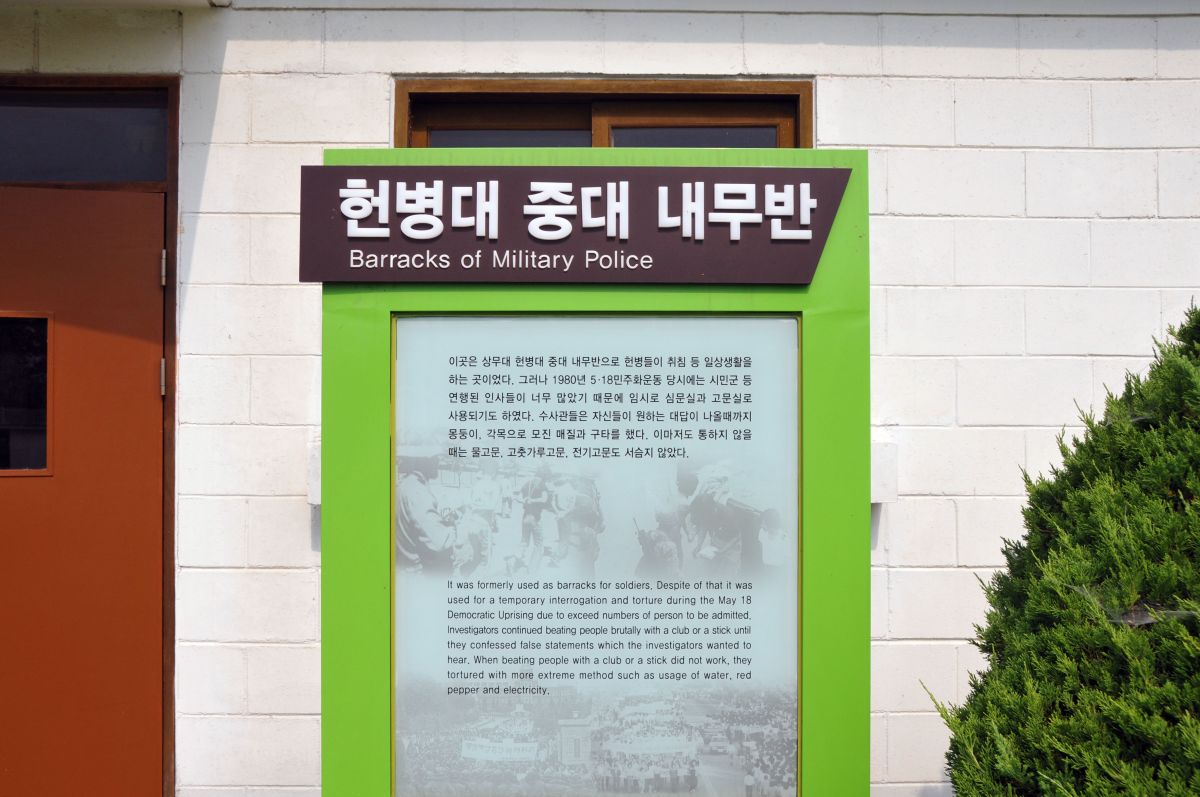 헌병대 중대 내무반
Barracks of Military Police
이곳은 상무대 헌병대 중대 내무반으로 헌병들이 취침 등 일상생활을
하는 곳이었다. 그러나 1980년 5·18민주화운동 당시에는 시민군 등
연행된 인사들이 너무 많았기 때문에 임시로 심문실과 고문실로
사용되기도 하였다. 수사관들은 자신들이 원하는 대답이 나올때까지
몽둥이, 각목으로 모진 매질과 구타를 했다. 이마저도 통하지 않을
때는 물고문, 고춧가루고문, 전기고문도 서슴지 않았다.
It was formerly used as barracks for soldiers. Despite of that it was
used for a temporary interrogation and torture during the May 18
Democratic Uprising due to exceed numbers of person to be admitted.
Investigators continued beating people brutally with a club or a stick until
they confessed false statements which the investigators wanted to
hear. When beating people with a club or a stick did not work, they
tortured with more extreme method such as usage of water, red
pepper and electricity.